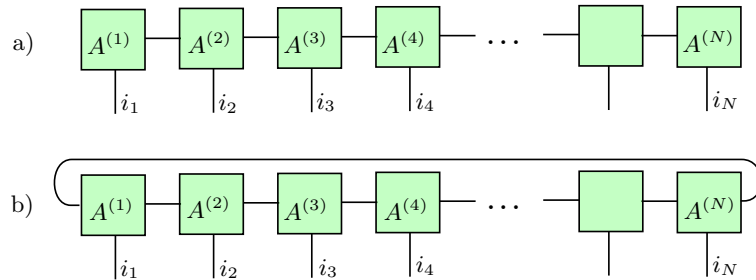 a) A^{(1)} A^{(2)} A^{(3)} A^{(4)} ... A^{(N)}
i_1 i_2 i_3 i_4 i_N
b) A^{(1)} A^{(2)} A^{(3)} A^{(4)} ... A^{(N)}
i_1 i_2 i_3 i_4 i_N